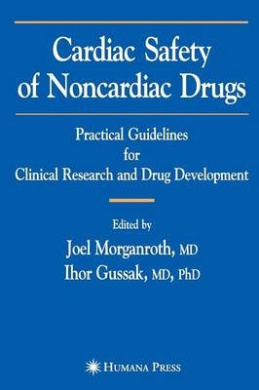 Cardiac Safety
of Noncardiac Drugs
Practical Guidelines
for
Clinical Research and Drug Development
Edited by
Joel Morganroth, MD
Ihor Gussak, MD, PhD
HUMANA PRESS